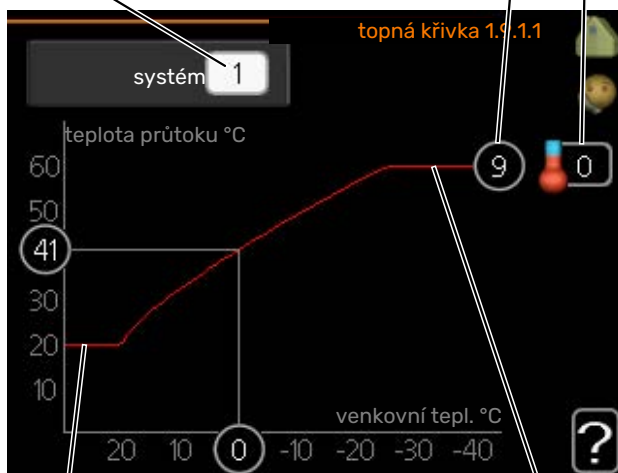 topná křivka 1.9.1.1
systém 1
teplota průtoku °C
60
9
0
50
41
30
20
10
venkovní tepl. °C
20 10 0 -10 -20 -30 -40
?